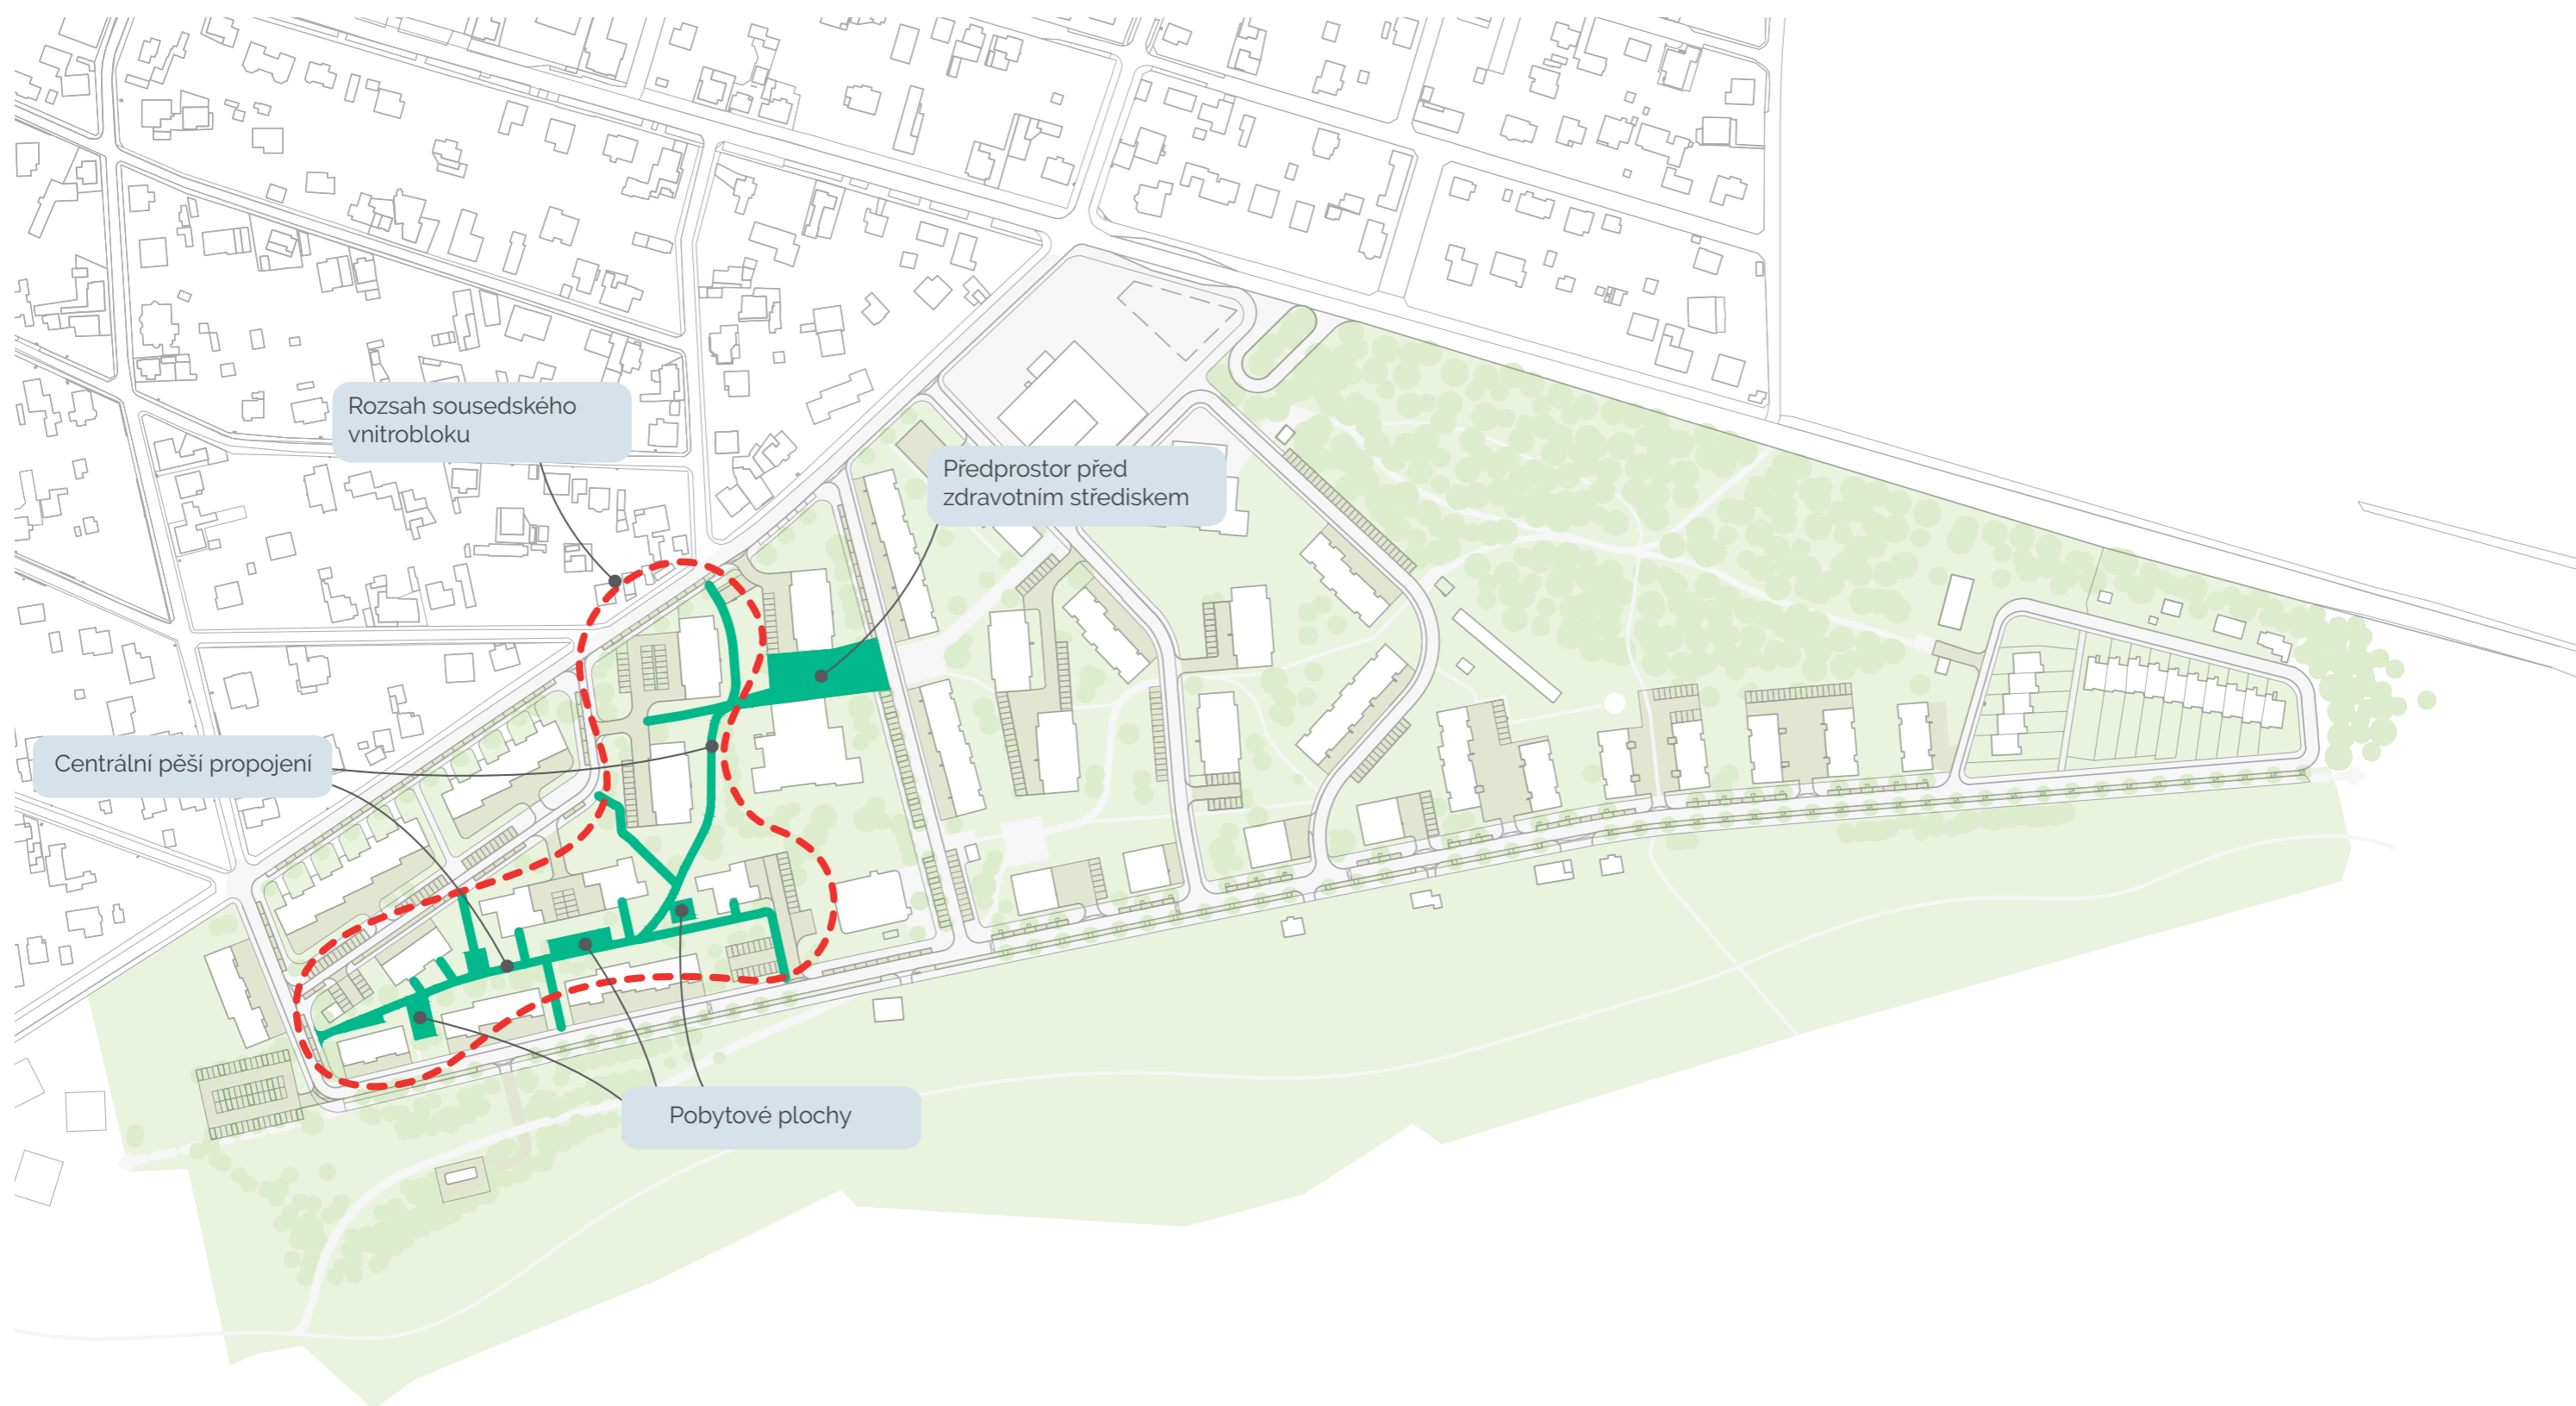 Rozsah sousedského
vnitrobloku
Předprostor před
zdravotním střediskem
Centrální pěší propojení
Pobytové plochy